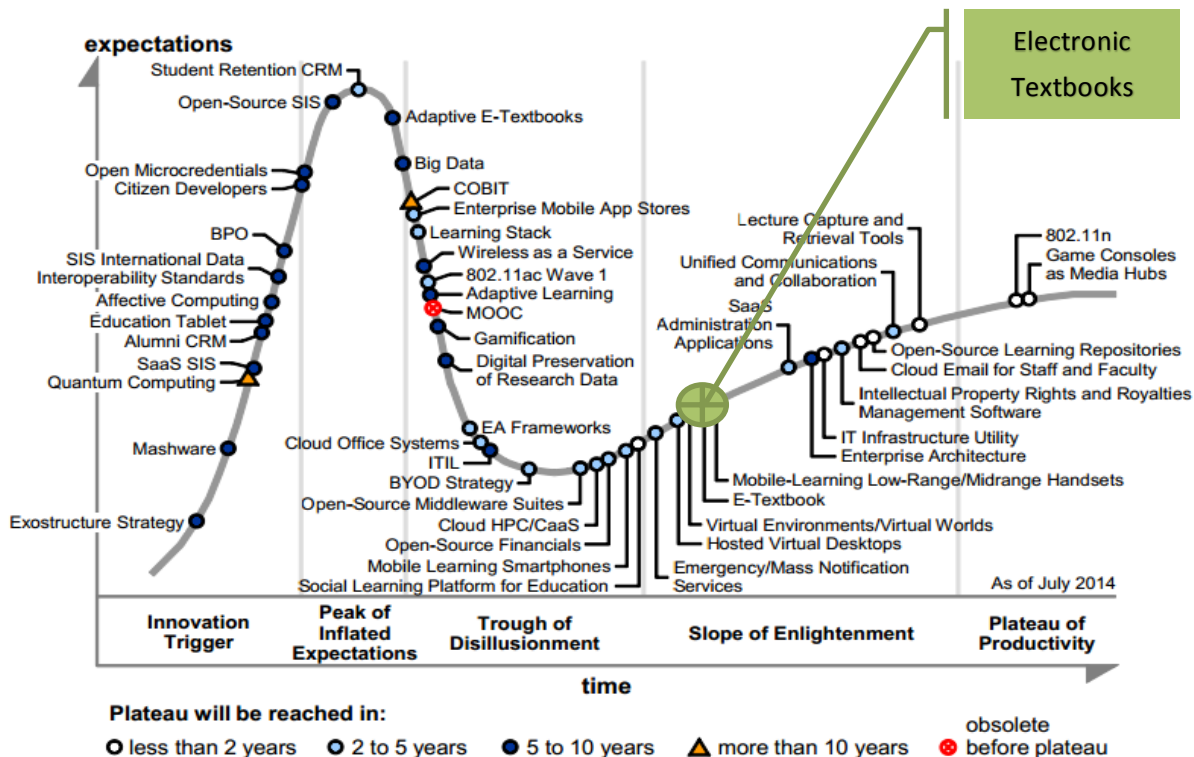 expectations
Electronic
Textbooks
Student Retention CRM
Open-Source SIS
Adaptive E-Textbooks
Big Data
Open Microcredentials
Citizen Developers
COBIT
Enterprise Mobile App Stores
Learning Stack
BPO
Wireless as a Service
SIS International Data
Interoperability Standards
802.11ac Wave 1
Adaptive Learning
Affective Computing
MOOC
Education Tablet
Alumni CRM
Gamification
SaaS SIS
Quantum Computing
Digital Preservation
of Research Data
Mashware
EA Frameworks
Cloud Office Systems
ITIL
BYOD Strategy
Exostructure Strategy
Open-Source Middleware Suites
Cloud HPC/CaaS
Open-Source Financials
Mobile Learning Smartphones
Social Learning Platform for Education
Lecture Capture and
Retrieval Tools
Unified Communications
and Collaboration
SaaS
Administration
Applications
802.11n
Game Consoles
as Media Hubs
Open-Source Learning Repositories
Cloud Email for Staff and Faculty
Intellectual Property Rights and Royalties
Management Software
IT Infrastructure Utility
Enterprise Architecture
Mobile-Learning Low-Range/Midrange Handsets
E-Textbook
Virtual Environments/Virtual Worlds
Hosted Virtual Desktops
Emergency/Mass Notification
Services
As of July 2014
Innovation
Trigger
Peak of
Inflated
Expectations
Trough of
Disillusionment
Slope of Enlightenment
Plateau of
Productivity
time
Plateau will be reached in:
less than 2 years
2 to 5 years
5 to 10 years
more than 10 years
obsolete
before plateau